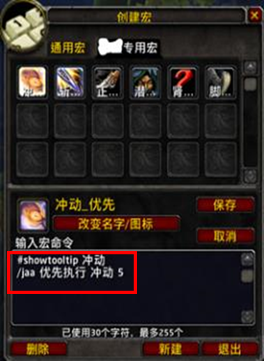 创建宏
通用宏 专用宏
冲动_优先
保存
改变名字/图标
取消
输入宏命令
#showtooltip 冲动
/jaa 优先执行 冲动 5
已使用30个字符，最多255个
删除 新建 退出